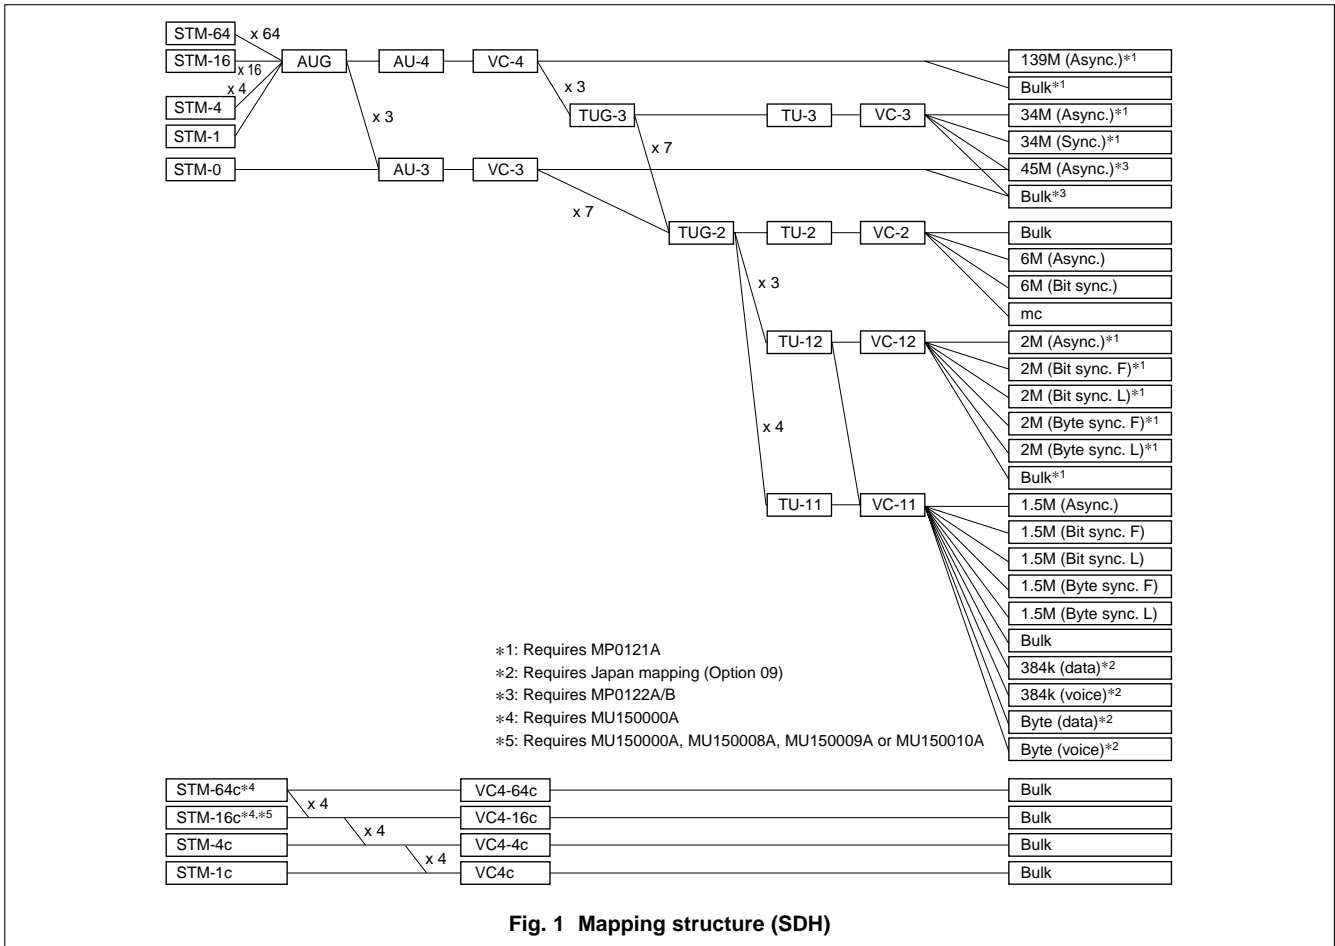 STM-64
x 64
STM-16
AUG
AU-4
VC-4
139M (Async.)*1
x 16
x 4
x 3
Bulk*1
STM-4
TUG-3
TU-3
VC-3
34M (Async.)*1
x 3
STM-1
34M (Sync.)*1
x 7
STM-0
AU-3
VC-3
45M (Async.)*3
Bulk*3
x 7
TUG-2
TU-2
VC-2
Bulk
6M (Async.)
x 3
6M (Bit sync.)
mc
TU-12
VC-12
2M (Async.)*1
2M (Bit sync. F)*1
2M (Bit sync. L)*1
x 4
2M (Byte sync. F)*1
2M (Byte sync. L)*1
Bulk*1
TU-11
VC-11
1.5M (Async.)
1.5M (Bit sync. F)
1.5M (Bit sync. L)
1.5M (Byte sync. F)
1.5M (Byte sync. L)
Bulk
384k (data)*2
384k (voice)*2
Byte (data)*2
Byte (voice)*2
*1: Requires MP0121A
*2: Requires Japan mapping (Option 09)
*3: Requires MP0122A/B
*4: Requires MU150000A
*5: Requires MU150000A, MU150008A, MU150009A or MU150010A
STM-64c*4
VC4-64c
Bulk
x 4
STM-16c*4,*5
VC4-16c
Bulk
x 4
STM-4c
VC4-4c
Bulk
x 4
STM-1c
VC4c
Bulk
Fig. 1 Mapping structure (SDH)